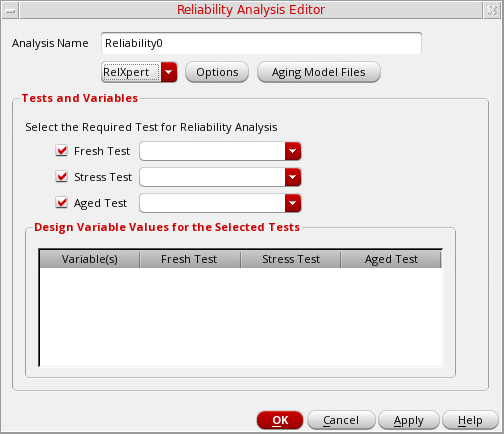 Reliability Analysis Editor
Analysis Name Reliability0
RelXpert Options Aging Model Files
Tests and Variables
Select the Required Test for Reliability Analysis
Fresh Test
Stress Test
Aged Test
Design Variable Values for the Selected Tests
Variable(s) Fresh Test Stress Test Aged Test
OK Cancel Apply Help